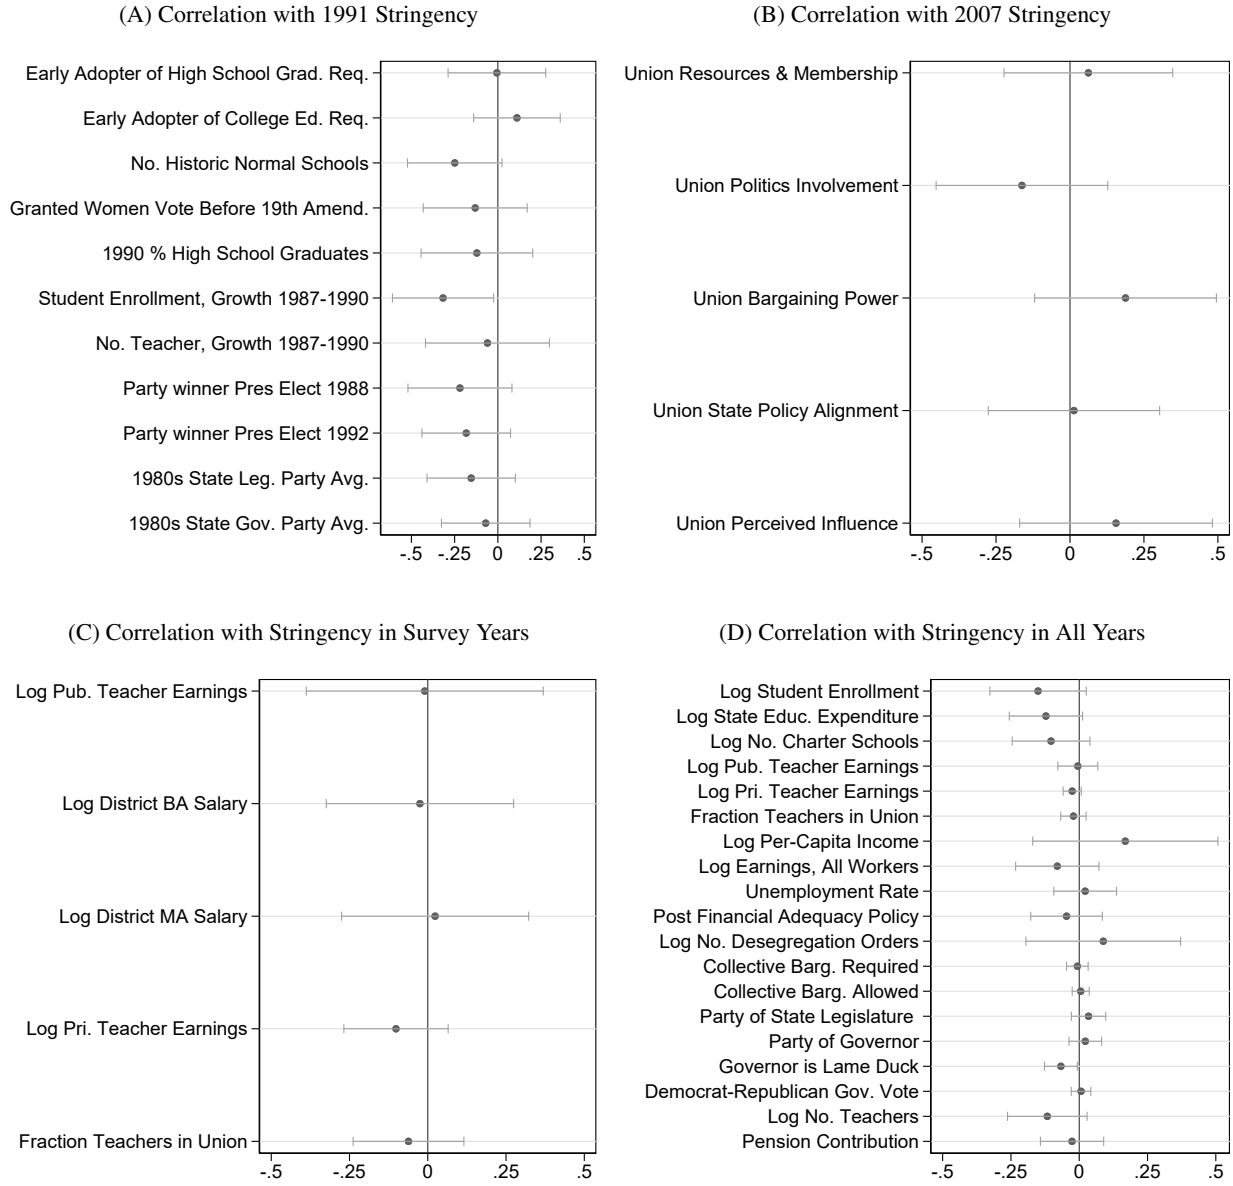 (A) Correlation with 1991 Stringency
Early Adopter of High School Grad. Req.
Early Adopter of College Ed. Req.
No. Historic Normal Schools
Granted Women Vote Before 19th Amend.
1990 % High School Graduates
Student Enrollment, Growth 1987-1990
No. Teacher, Growth 1987-1990
Party winner Pres Elect 1988
Party winner Pres Elect 1992
1980s State Leg. Party Avg.
1980s State Gov. Party Avg.
-.5 -.25 0 .25 .5
(B) Correlation with 2007 Stringency
Union Resources & Membership
Union Politics Involvement
Union Bargaining Power
Union State Policy Alignment
Union Perceived Influence
-.5 -.25 0 .25 .5
(C) Correlation with Stringency in Survey Years
Log Pub. Teacher Earnings
Log District BA Salary
Log District MA Salary
Log Pri. Teacher Earnings
Fraction Teachers in Union
-.5 -.25 0 .25 .5
(D) Correlation with Stringency in All Years
Log Student Enrollment
Log State Educ. Expenditure
Log No. Charter Schools
Log Pub. Teacher Earnings
Log Pri. Teacher Earnings
Fraction Teachers in Union
Log Per-Capita Income
Log Earnings, All Workers
Unemployment Rate
Post Financial Adequacy Policy
Log No. Desegregation Orders
Collective Barg. Required
Collective Barg. Allowed
Party of State Legislature
Party of Governor
Governor is Lame Duck
Democrat-Republican Gov. Vote
Log No. Teachers
Pension Contribution
-.5 -.25 0 .25 .5